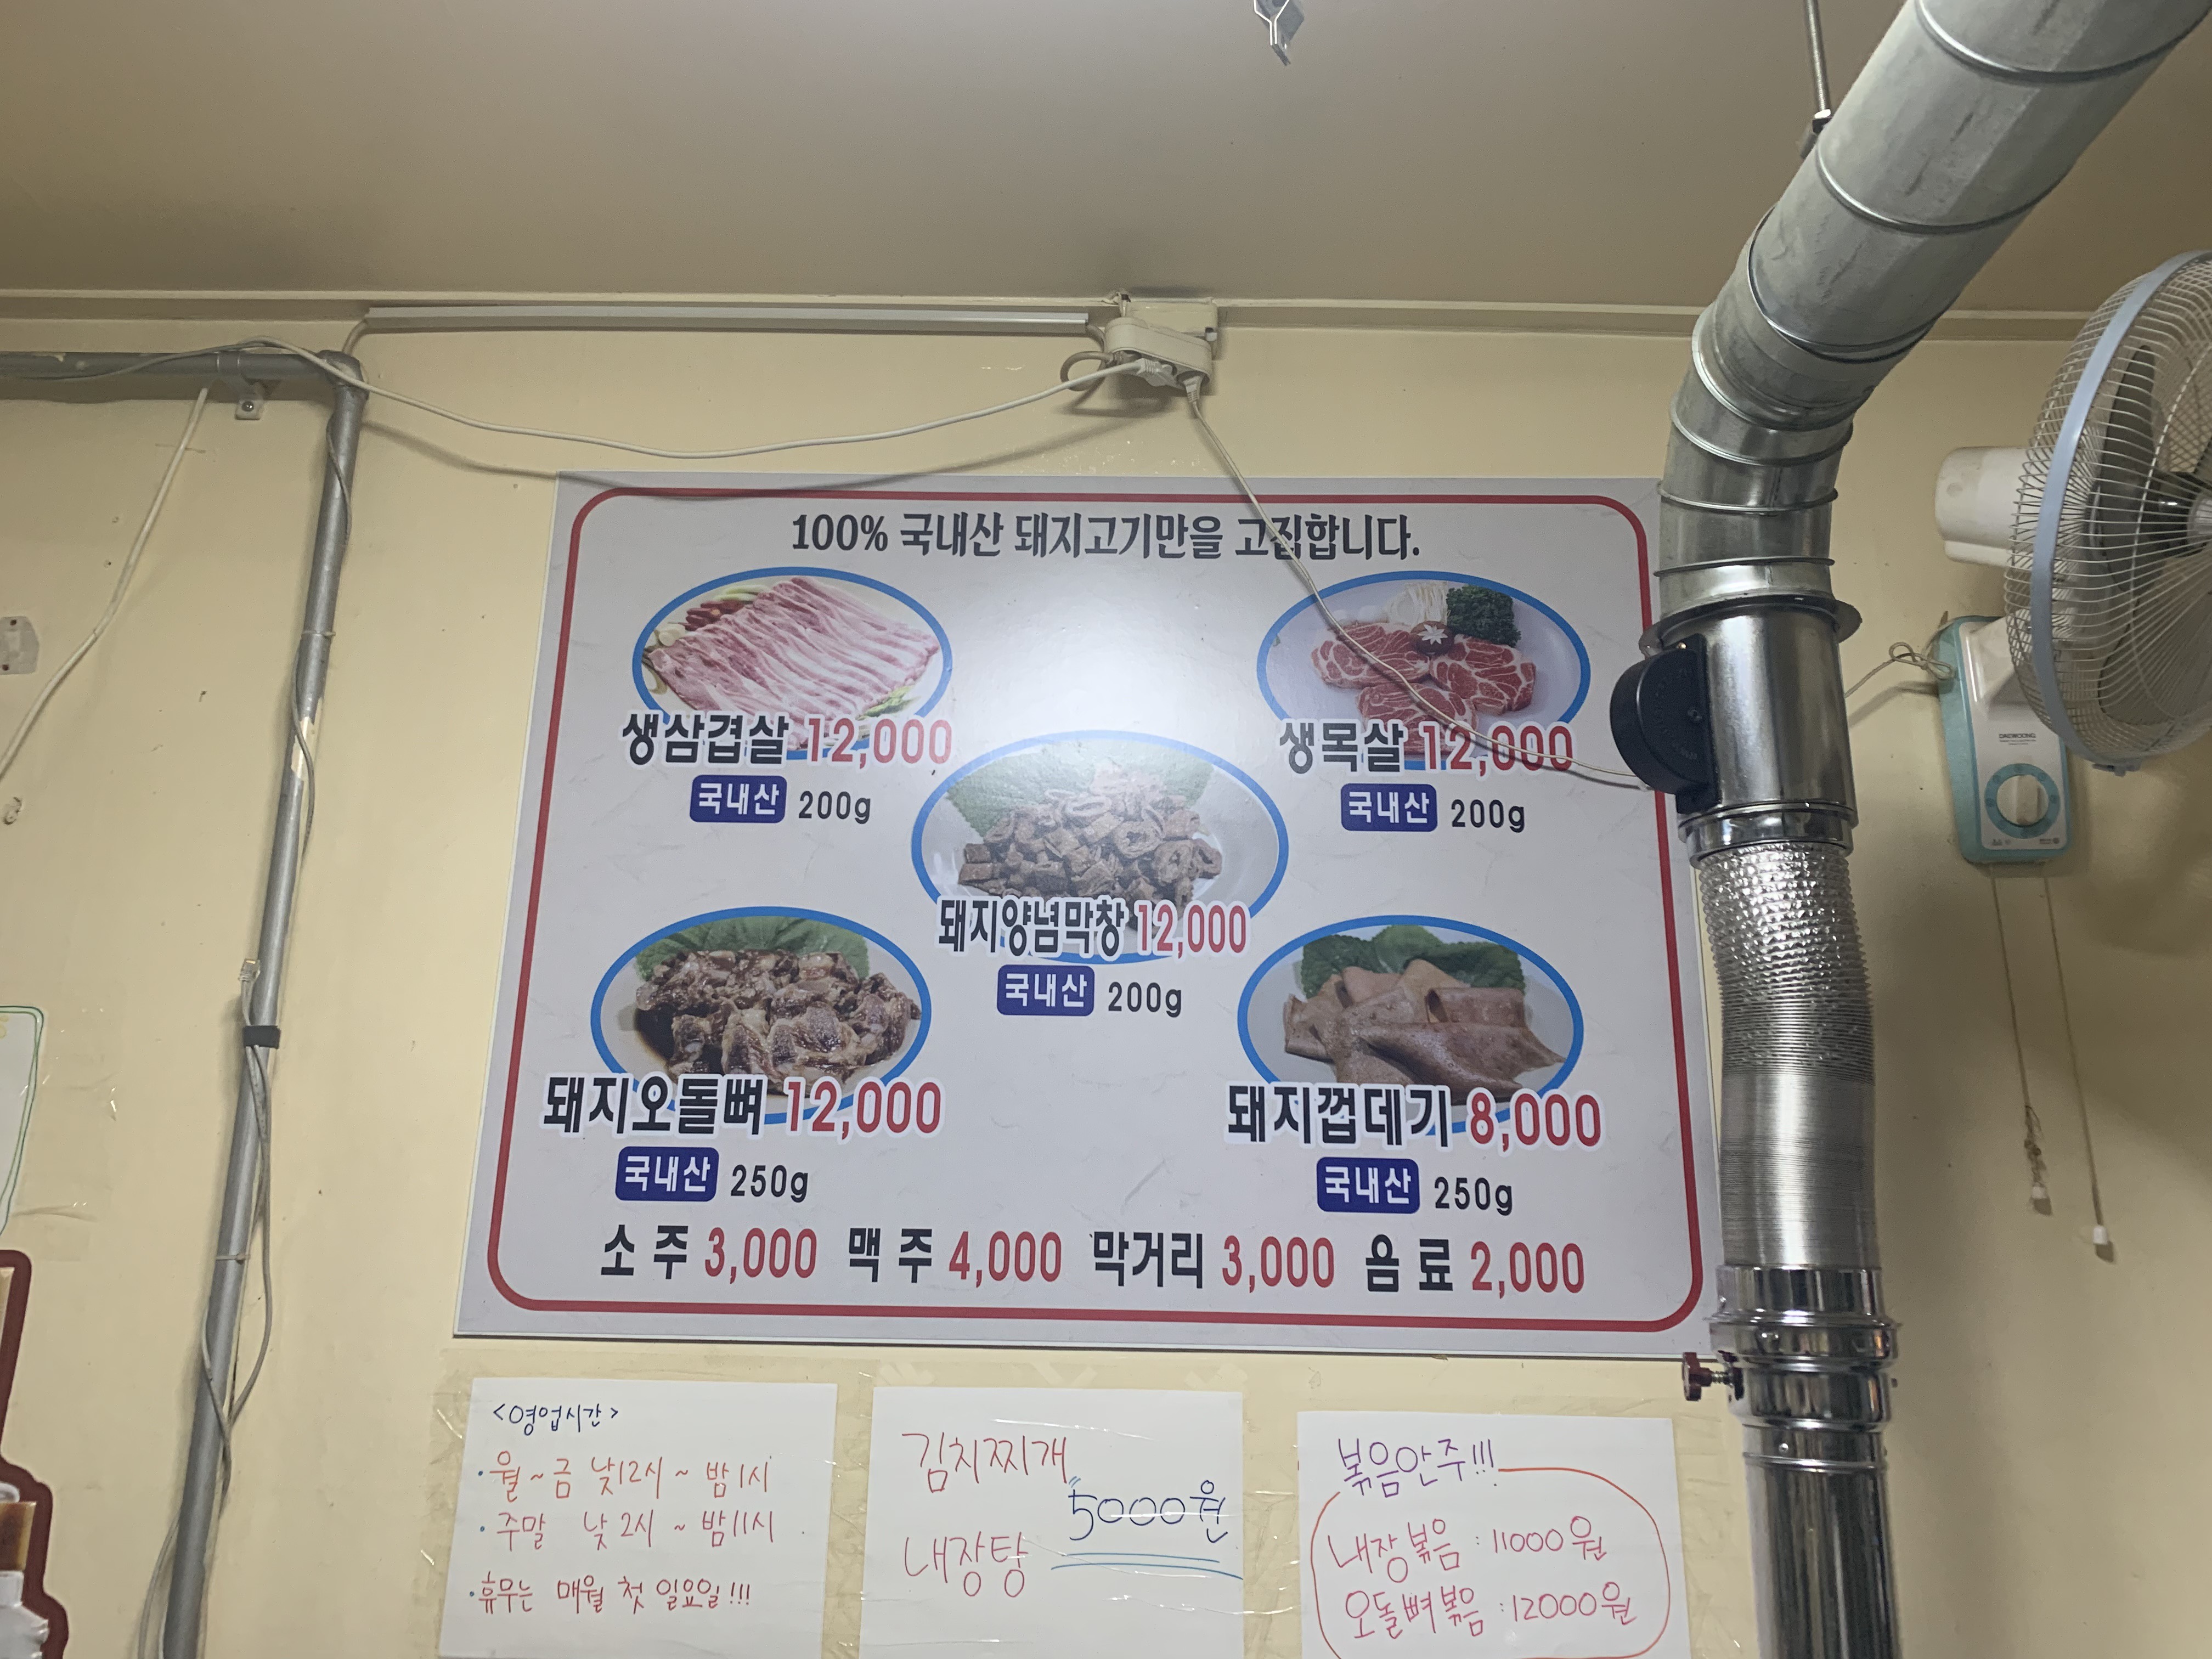 100% 국내산 돼지고기만을 고집합니다.
생삼겹살 12,000
국내산 200g
생목살 12,000
국내산 200g
돼지양념막창 12,000
국내산 200g
돼지오돌뼈 12,000
국내산 250g
돼지껍데기 8,000
국내산 250g
소주 3,000 맥주 4,000 막거리 3,000 음료 2,000
<영업시간>
·월~금 낮12시 ~ 밤1시
·주말 낮2시 ~ 밤11시
·휴무는 매월 첫 일요일!!!
김치찌개
5000원
내장탕
볶음안주!!!
내장볶음 : 11000원
오돌뼈볶음 : 12000원
DAEWOONG